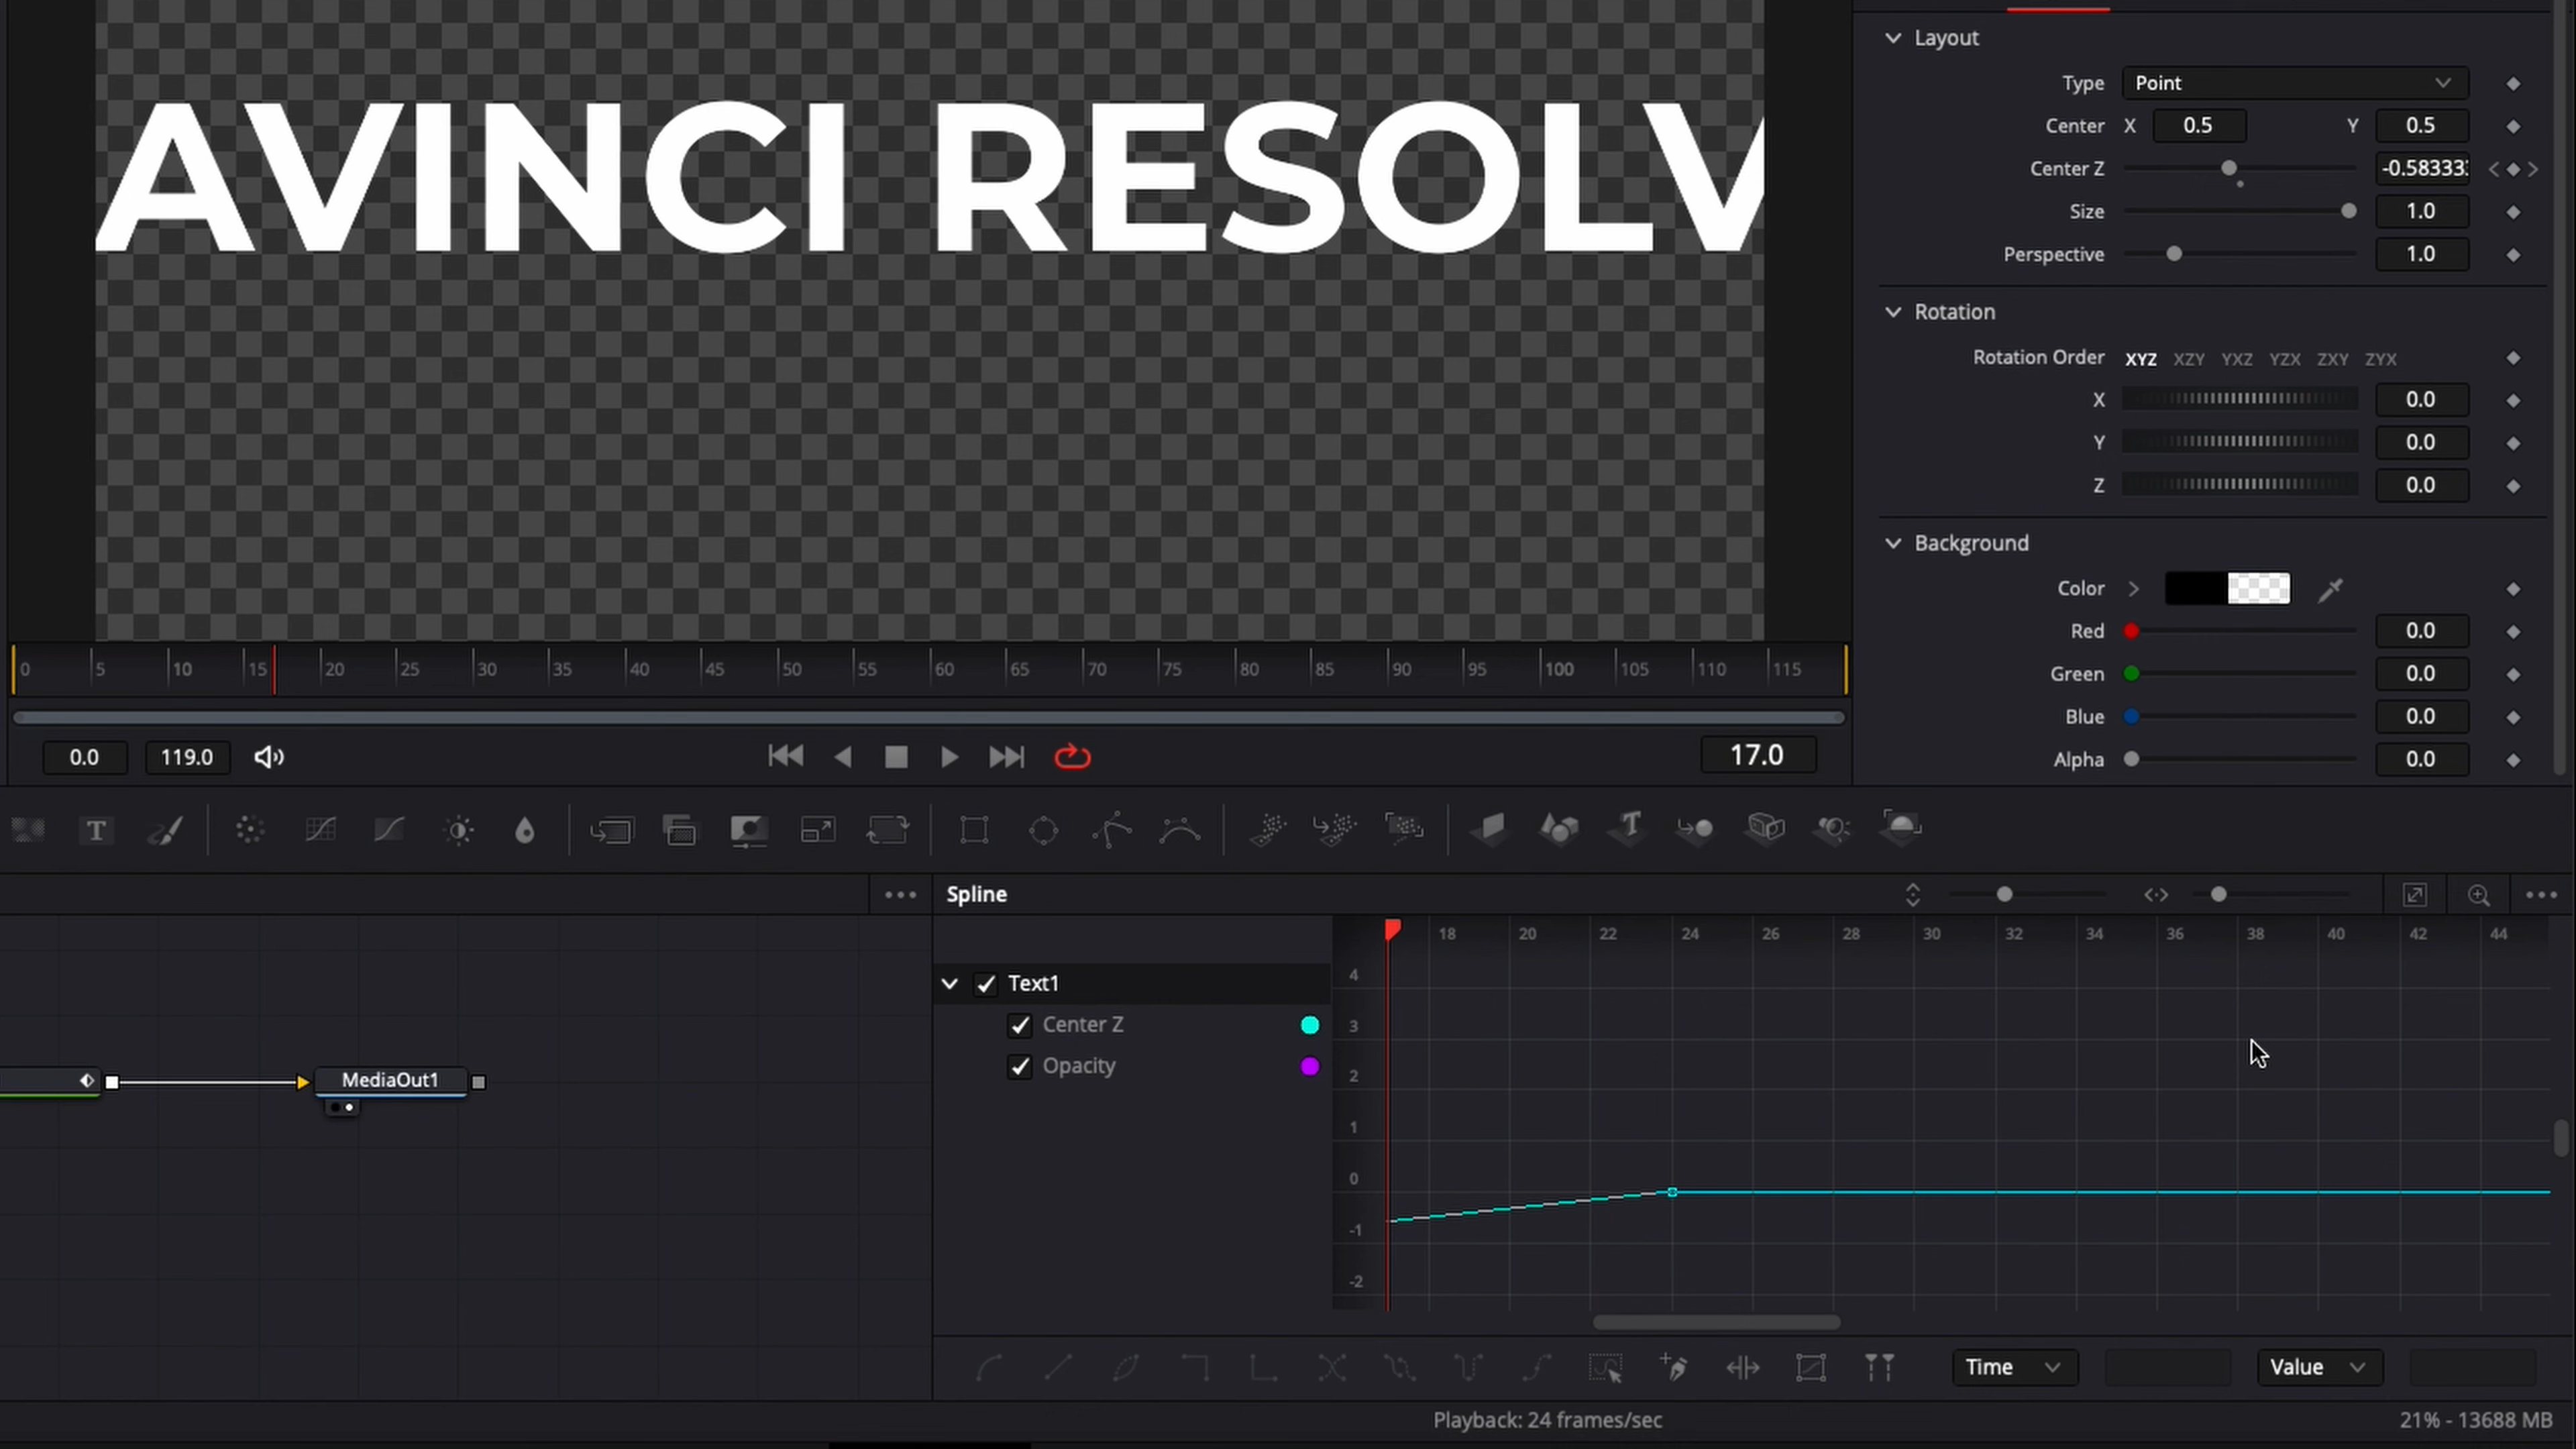 AVINCI RESOLV
Layout
Type Point
Center X 0.5 Y 0.5
Center Z -0.58333
Size 1.0
Perspective 1.0
Rotation
Rotation Order XYZ XZY YXZ YZX ZXY ZYX
X 0.0
Y 0.0
Z 0.0
Background
Color
Red 0.0
Green 0.0
Blue 0.0
Alpha 0.0
0 5 10 15 20 25 30 35 40 45 50 55 60 65 70 75 80 85 90 95 100 105 110 115
0.0 119.0 17.0
T T
Spline
18 20 22 24 26 28 30 32 34 36 38 40 42 44
Text1
Center Z
Opacity
4
3
2
1
0
-1
-2
MediaOut1
Time Value
Playback: 24 frames/sec
21% - 13688 MB